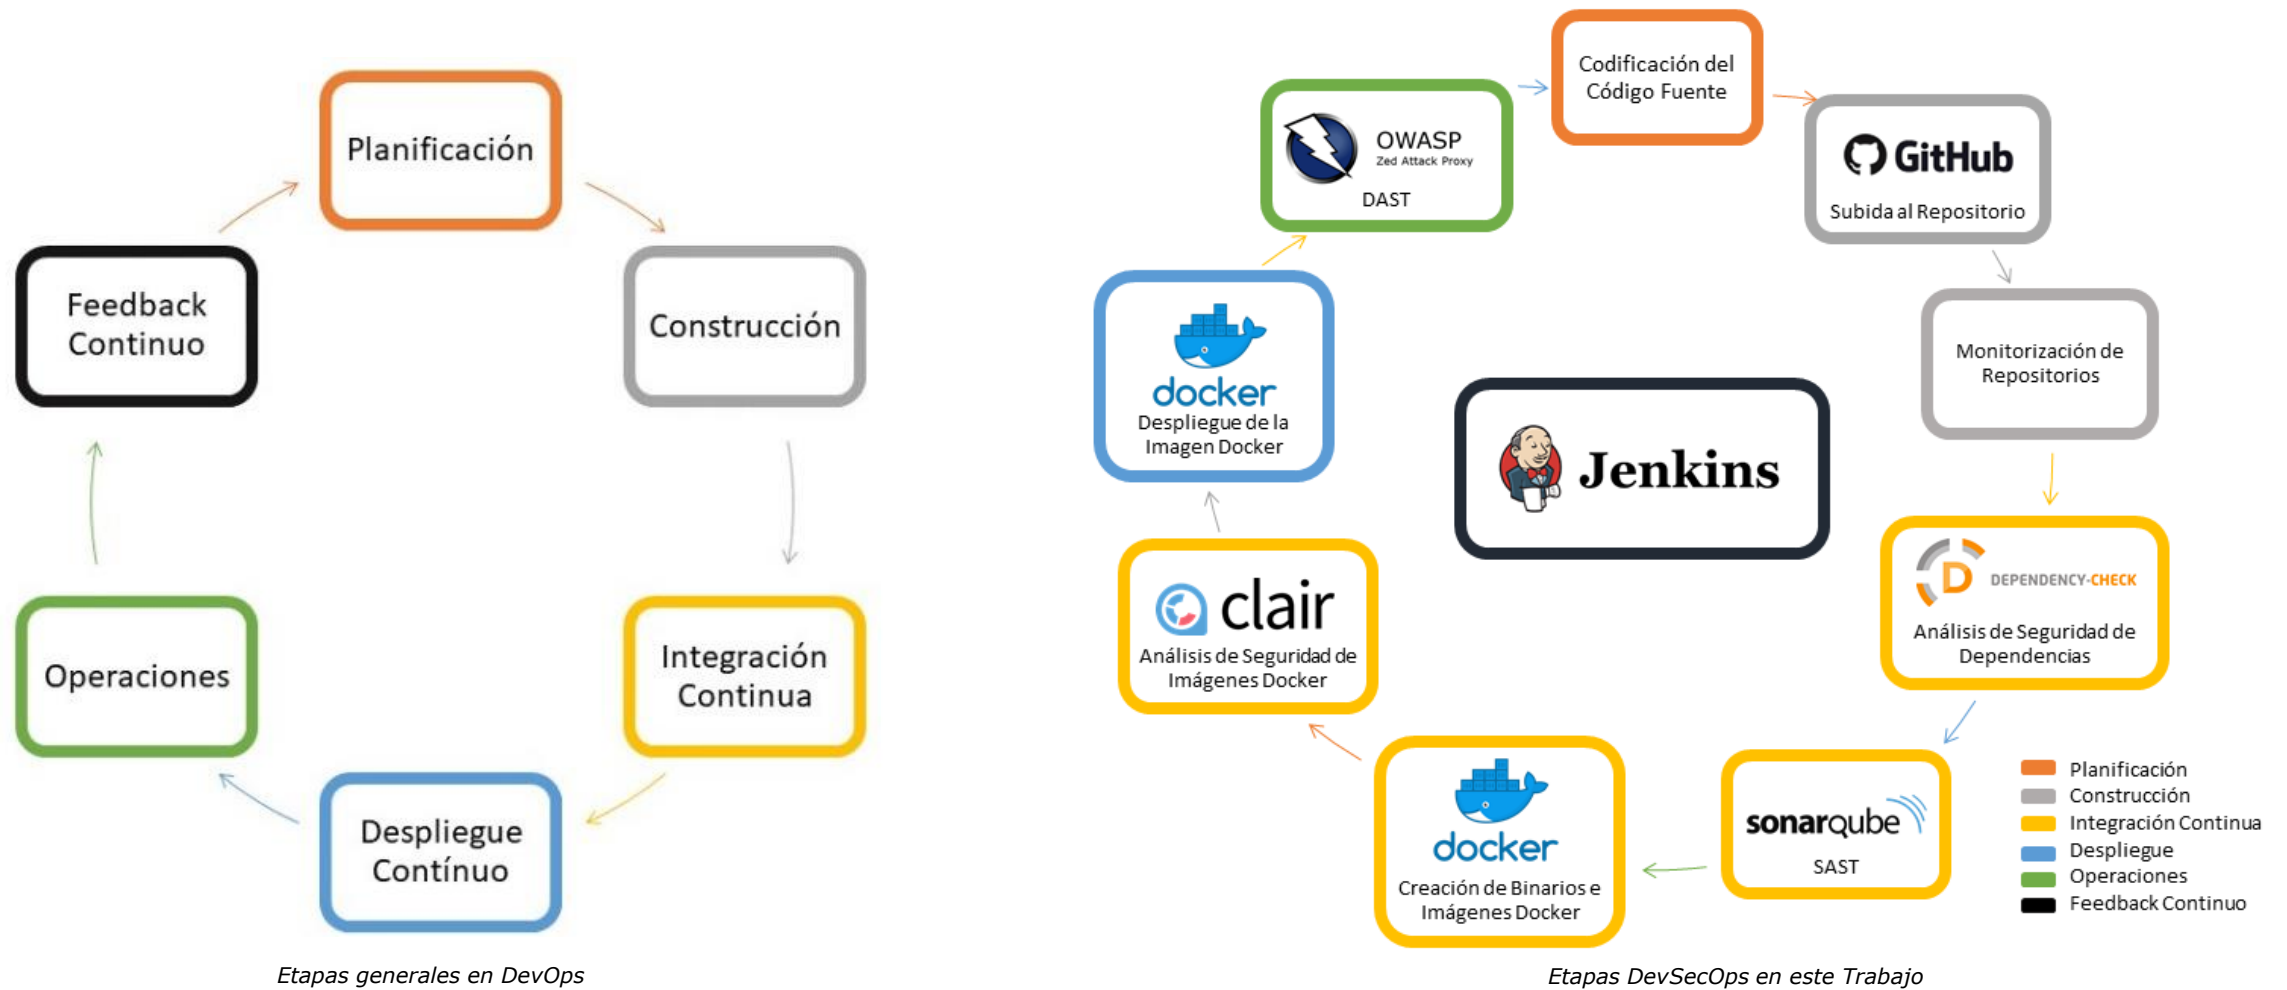 Planificación
Construcción
Integración
Continua
Despliegue
Contínuo
Operaciones
Feedback
Continuo
Etapas generales en DevOps
Codificación del
Código Fuente
GitHub
Subida al Repositorio
Monitorización de
Repositorios
DEPENDENCY-CHECK
Análisis de Seguridad de
Dependencias
sonarqube
SAST
docker
Creación de Binarios e
Imágenes Docker
clair
Análisis de Seguridad de
Imágenes Docker
docker
Despliegue de la
Imagen Docker
OWASP
Zed Attack Proxy
DAST
Jenkins
Planificación
Construcción
Integración Continua
Despliegue
Operaciones
Feedback Continuo
Etapas DevSecOps en este Trabajo